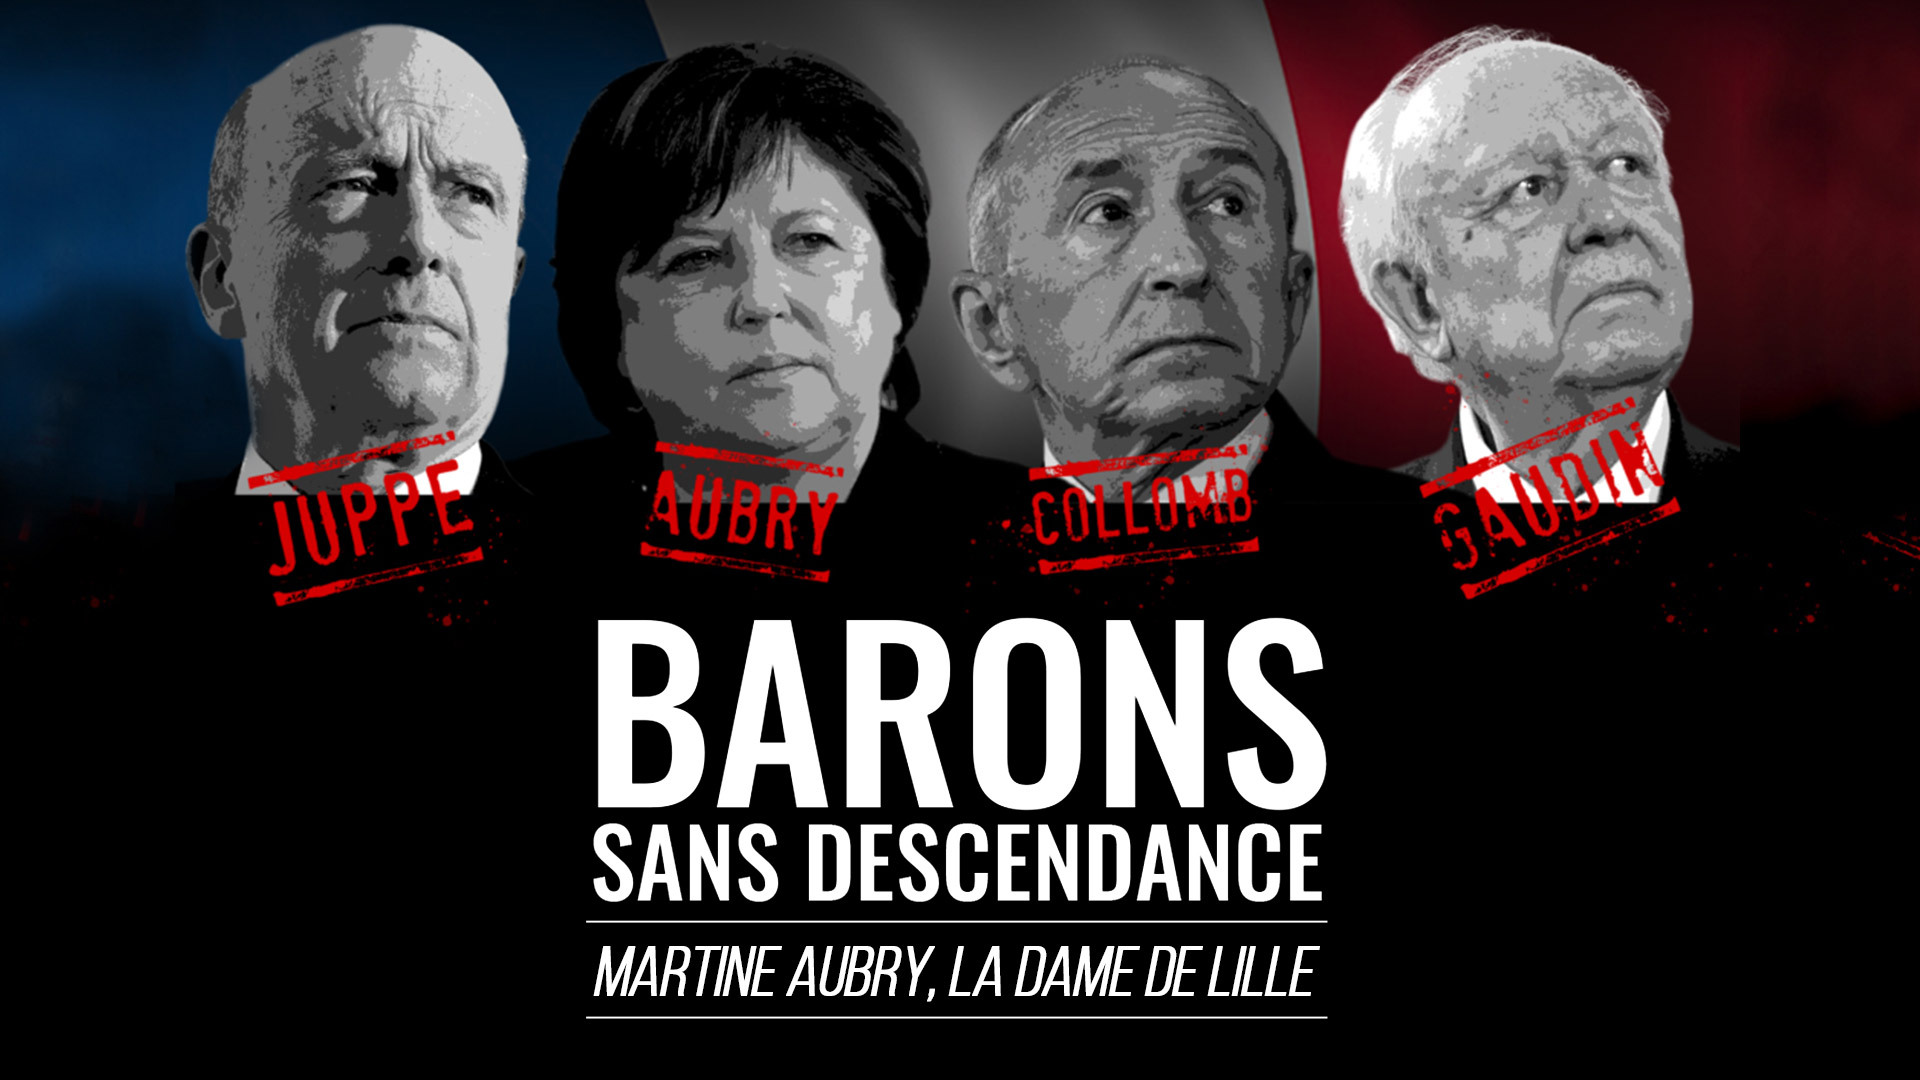 JUPPE
AUBRY
COLLOMB
GAUDIN
BARONS
SANS DESCENDANCE
MARTINE AUBRY, LA DAME DE LILLE